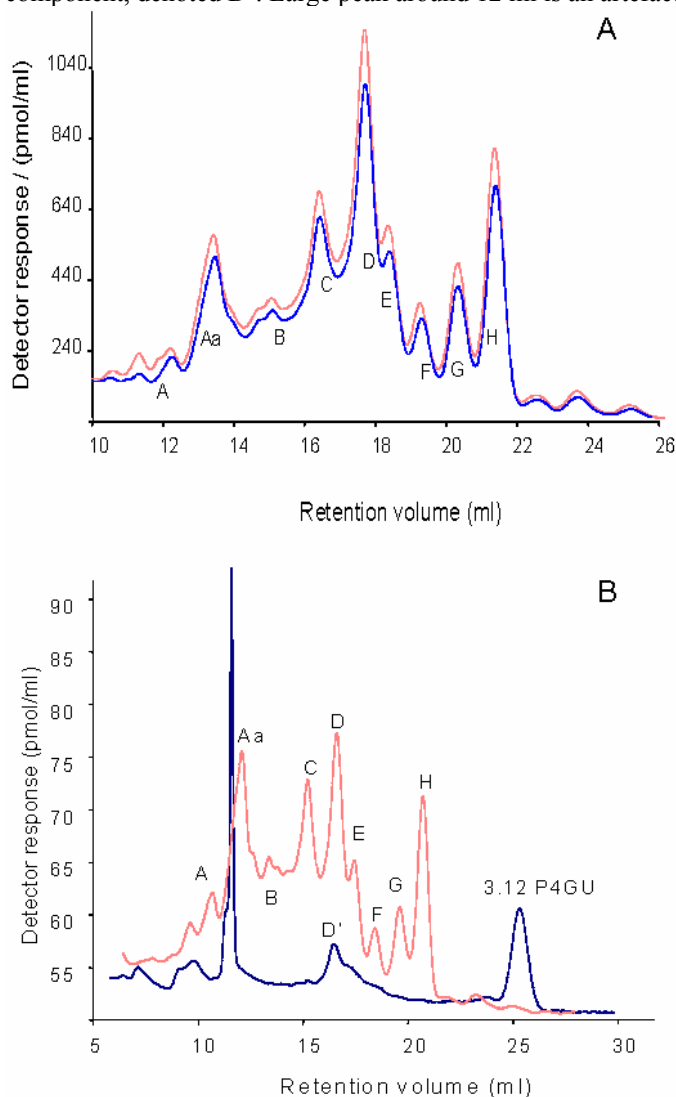 component, denoted D'. Large peak around 12 ml is an artefac
A
Detector response / (pmol/ml)
1040
840
640
440
240
A
Aa
B
C
D
E
F
G
H
10 12 14 16 18 20 22 24 26
Retention volume (ml)
B
Detector response (pmol/ml)
90
85
80
75
70
65
60
55
A
Aa
B
C
D
E
F
G
H
D'
3.12 P4GU
5 10 15 20 25 30
Retention volume (ml)